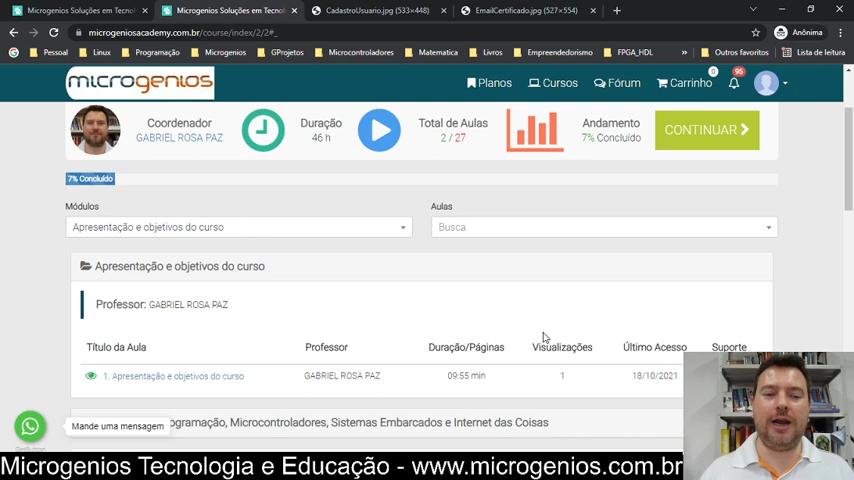 Microgenios Soluções em Tecnol
Microgenios Soluções em Tecnol
CadastroUsuario.jpg (533×448)
EmailCertificado.jpg (527×554)
microgeniosacademy.com.br/course/index/2/2#_
Anônima
Pessoal
Linux
Programação
Microgenios
GProjetos
Microcontroladores
Matematica
Livros
Empreendedorismo
FPGA_HDL
»
Outros favoritos
Lista de leitura
microgenios
Planos
Cursos
Fórum
Carrinho
0
95
Coordenador
GABRIEL ROSA PAZ
Duração
46 h
Total de Aulas
2 / 27
Andamento
7% Concluído
CONTINUAR
7% Concluído
Módulos
Aulas
Apresentação e objetivos do curso
Busca
Apresentação e objetivos do curso
Professor: GABRIEL ROSA PAZ
Título da Aula
Professor
Duração/Páginas
Visualizações
Último Acesso
Suporte
1. Apresentação e objetivos do curso
GABRIEL ROSA PAZ
09:55 min
1
18/10/2021
Mande uma mensagem
rogramação, Microcontroladores, Sistemas Embarcados e Internet das Coisas
Microgenios Tecnologia e Educação - www.microgenios.com.br